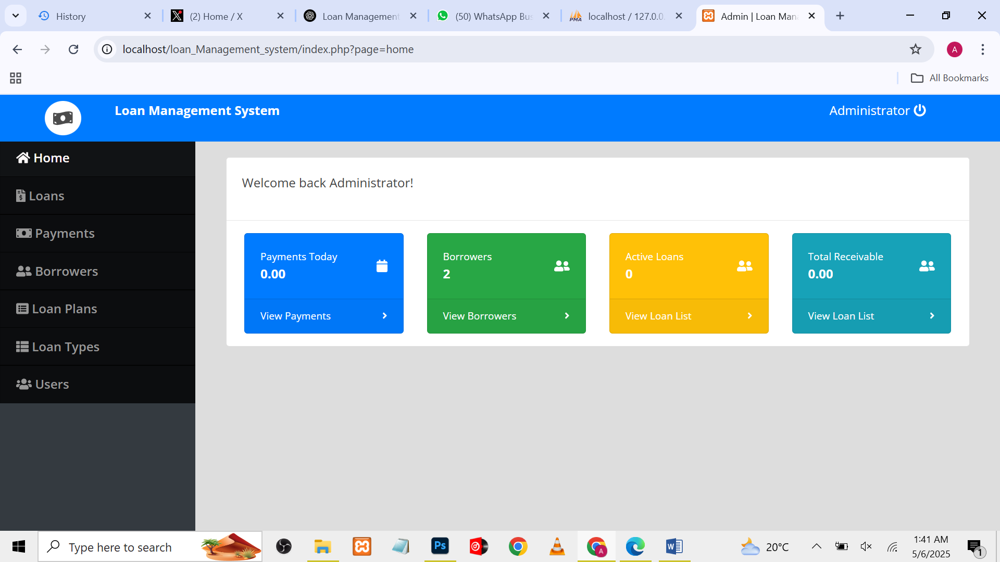 History
(2) Home / X
Loan Management
(50) WhatsApp Bus
localhost / 127.0.0.
Admin | Loan Man
localhost/loan_Management_system/index.php?page=home
A
All Bookmarks
Loan Management System
Administrator
Home
Loans
Payments
Borrowers
Loan Plans
Loan Types
Users
Welcome back Administrator!
Payments Today
0.00
View Payments
Borrowers
2
View Borrowers
Active Loans
0
View Loan List
Total Receivable
0.00
View Loan List
Type here to search
Ps
A
W
20°C
1:41 AM
5/6/2025
1